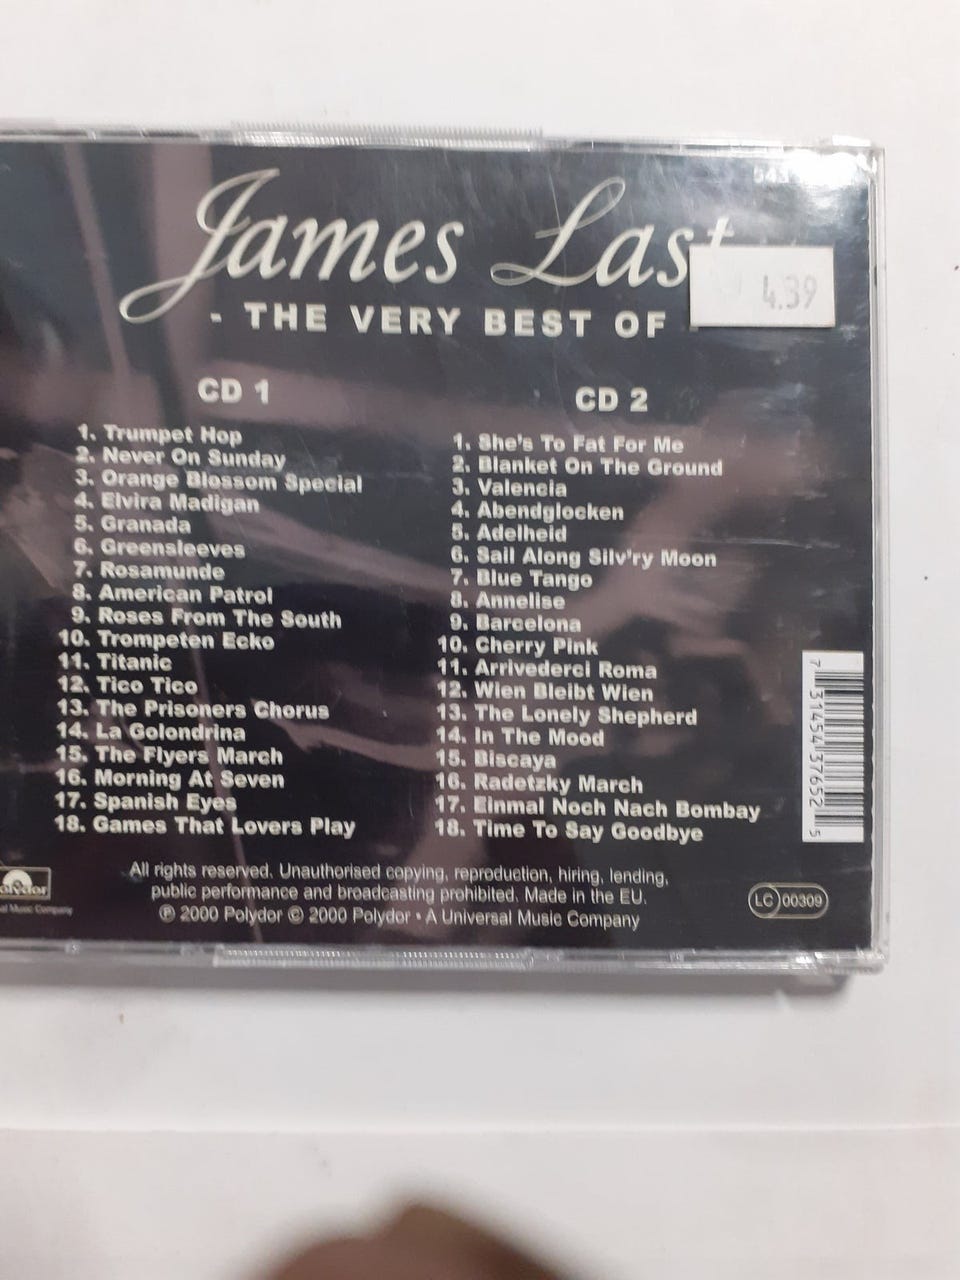 James Last
4.39
- THE VERY BEST OF
CD 1
1. Trumpet Hop
2. Never On Sunday
3. Orange Blossom Special
4. Elvira Madigan
5. Granada
6. Greensleeves
7. Rosamunde
8. American Patrol
9. Roses From The South
10. Trompeten Ecko
11. Titanic
12. Tico Tico
13. The Prisoners Chorus
14. La Golondrina
15. The Flyers March
16. Morning At Seven
17. Spanish Eyes
18. Games That Lovers Play
CD 2
1. She's To Fat For Me
2. Blanket On The Ground
3. Valencia
4. Abendglocken
5. Adelheid
6. Sail Along Silv'ry Moon
7. Blue Tango
8. Annelise
9. Barcelona
10. Cherry Pink
11. Arrivederci Roma
12. Wien Bleibt Wien
13. The Lonely Shepherd
14. In The Mood
15. Biscaya
16. Radetzky March
17. Einmal Noch Nach Bombay
18. Time To Say Goodbye
7 31454 37652 5
All rights reserved. Unauthorised copying, reproduction, hiring, lending,
public performance and broadcasting prohibited. Made in the EU.
℗ 2000 Polydor © 2000 Polydor • A Universal Music Company
LC 00309
Music Company